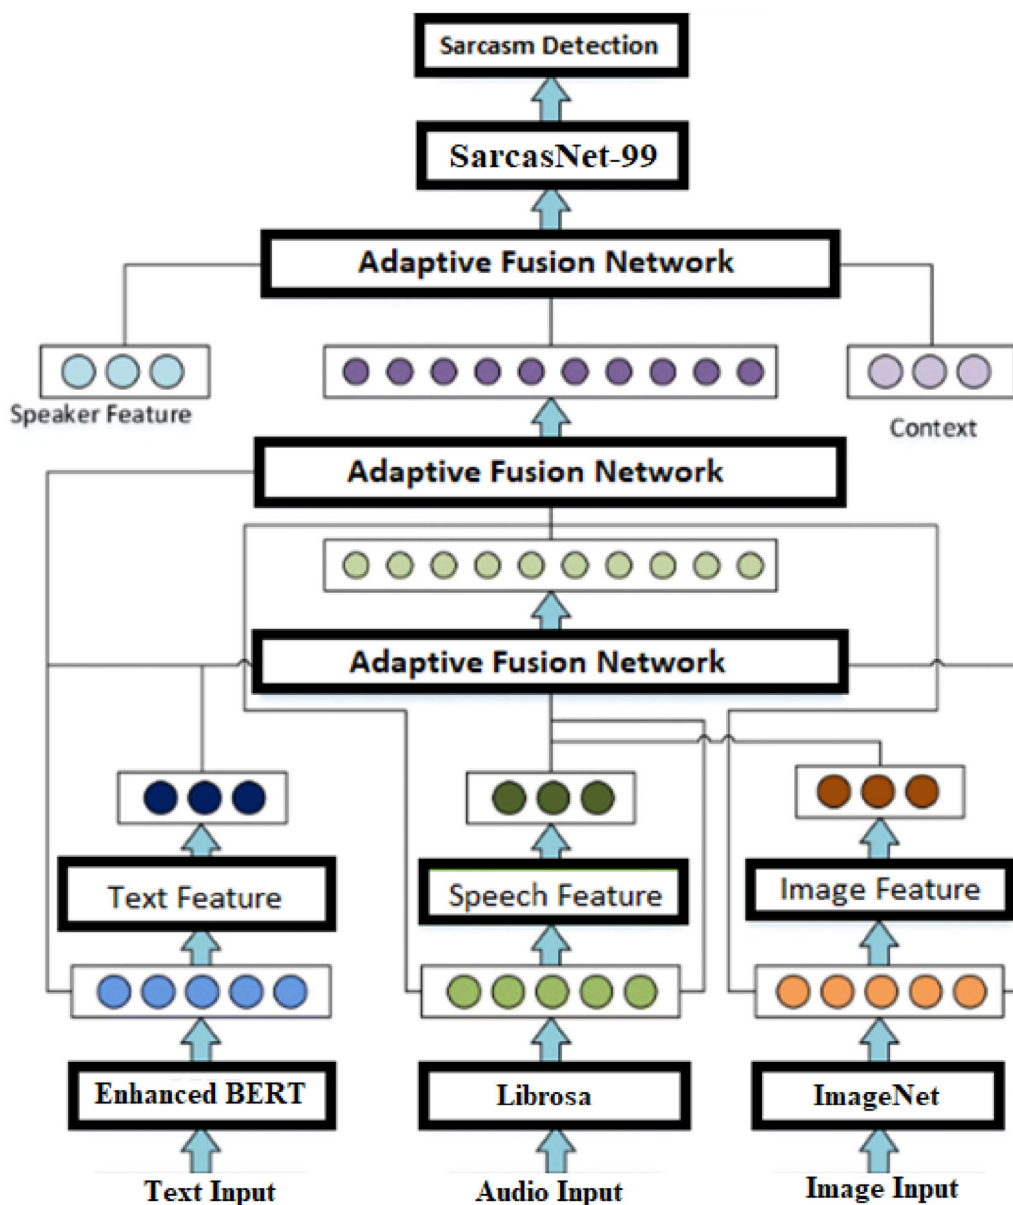 Sarcasm Detection
SarcasNet-99
Adaptive Fusion Network
Speaker Feature
Context
Adaptive Fusion Network
Adaptive Fusion Network
Text Feature
Speech Feature
Image Feature
Enhanced BERT
Librosa
ImageNet
Text Input
Audio Input
Image Input